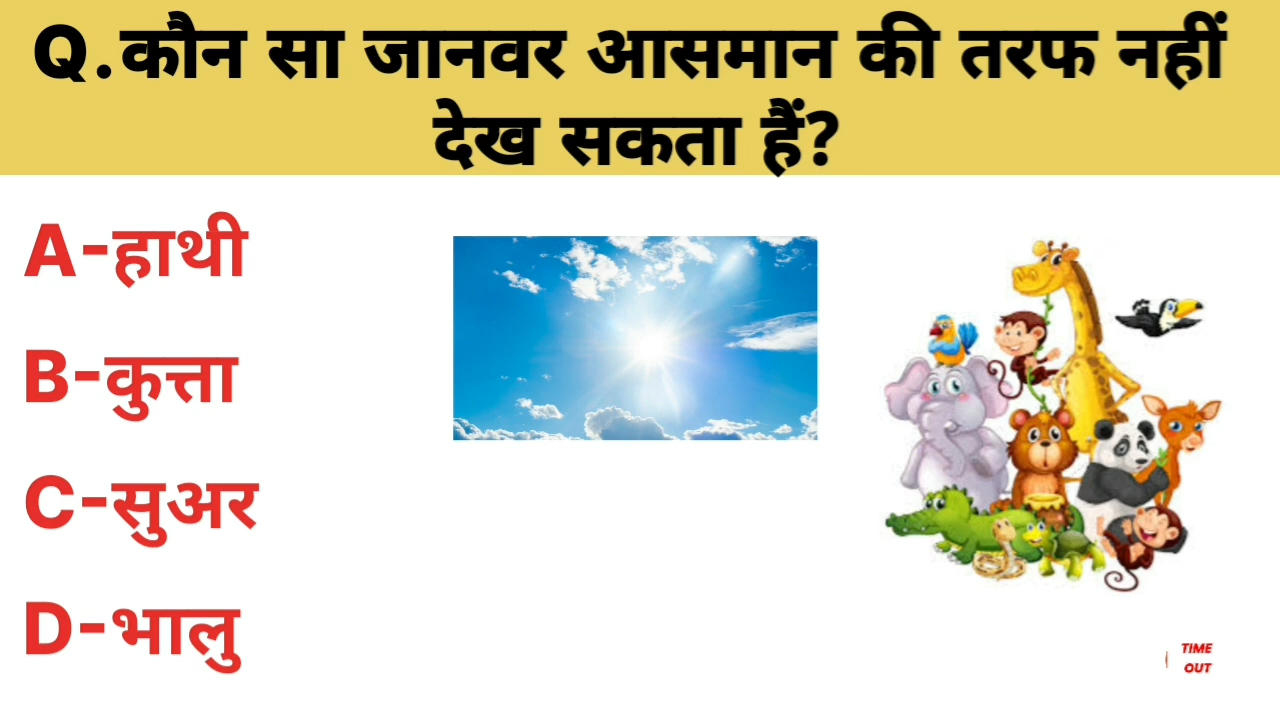 Q.कौन सा जानवर आसमान की तरफ नहीं
देख सकता हैं?
A-हाथी
B-कुत्ता
C-सुअर
D-भालु
TIME
OUT